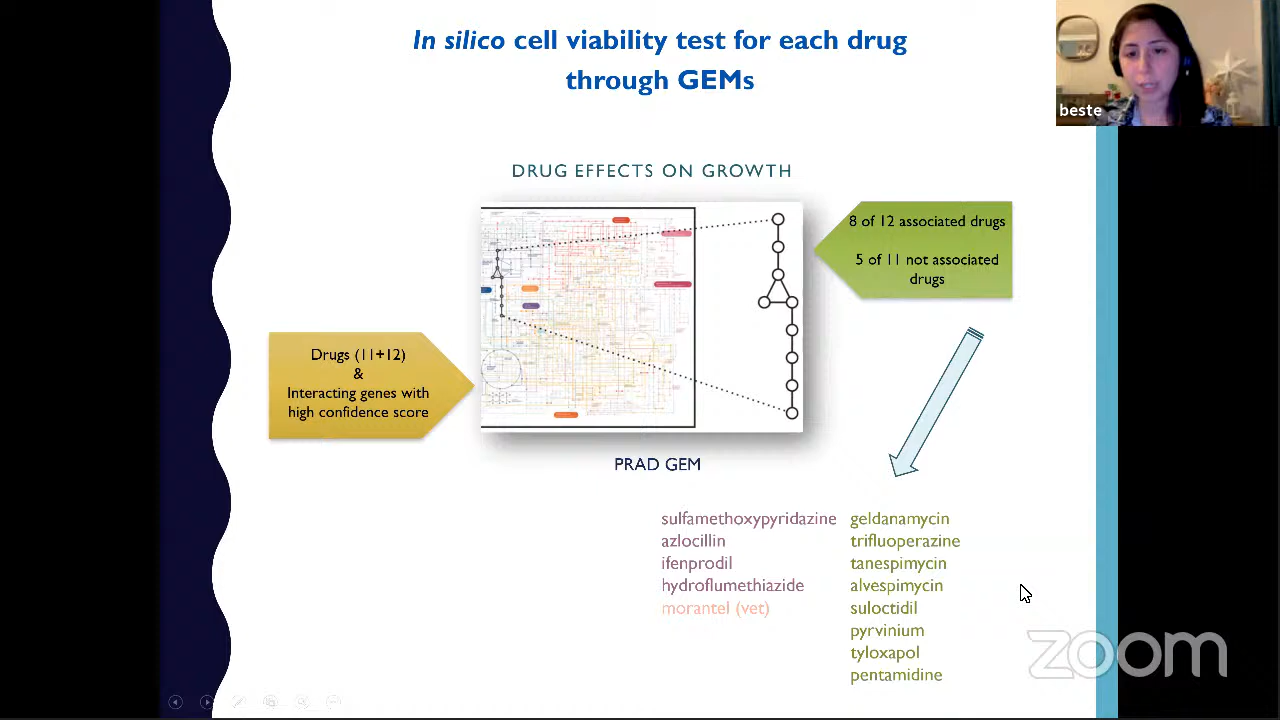 In silico cell viability test for each drug
through GEMs
beste
DRUG EFFECTS ON GROWTH
8 of 12 associated drugs
5 of 11 not associated
drugs
Drugs (11+12)
&
Interacting genes with
high confidence score
PRAD GEM
sulfamethoxypyridazine
azlocillin
ifenprodil
hydroflumethiazide
morantel (vet)
geldanamycin
trifluoperazine
tanespimycin
alvespimycin
suloctidil
pyrvinium
tyloxapol
pentamidine
zoom